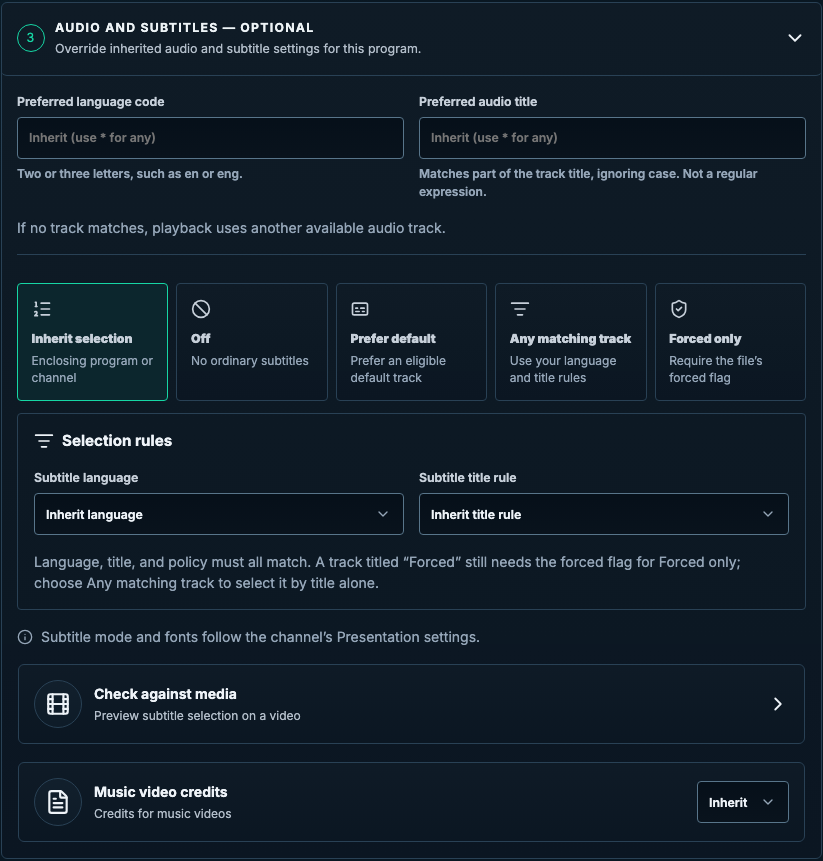 3
AUDIO AND SUBTITLES — OPTIONAL
Override inherited audio and subtitle settings for this program.
Preferred language code
Inherit (use * for any)
Two or three letters, such as en or eng.
Preferred audio title
Inherit (use * for any)
Matches part of the track title, ignoring case. Not a regular
expression.
If no track matches, playback uses another available audio track.
1
2
Inherit selection
Enclosing program or
channel
Off
No ordinary subtitles
Prefer default
Prefer an eligible
default track
Any matching track
Use your language
and title rules
Forced only
Require the file’s
forced flag
Selection rules
Subtitle language
Inherit language
Subtitle title rule
Inherit title rule
Language, title, and policy must all match. A track titled “Forced” still needs the forced flag for Forced only;
choose Any matching track to select it by title alone.
Subtitle mode and fonts follow the channel’s Presentation settings.
Check against media
Preview subtitle selection on a video
Music video credits
Credits for music videos
Inherit